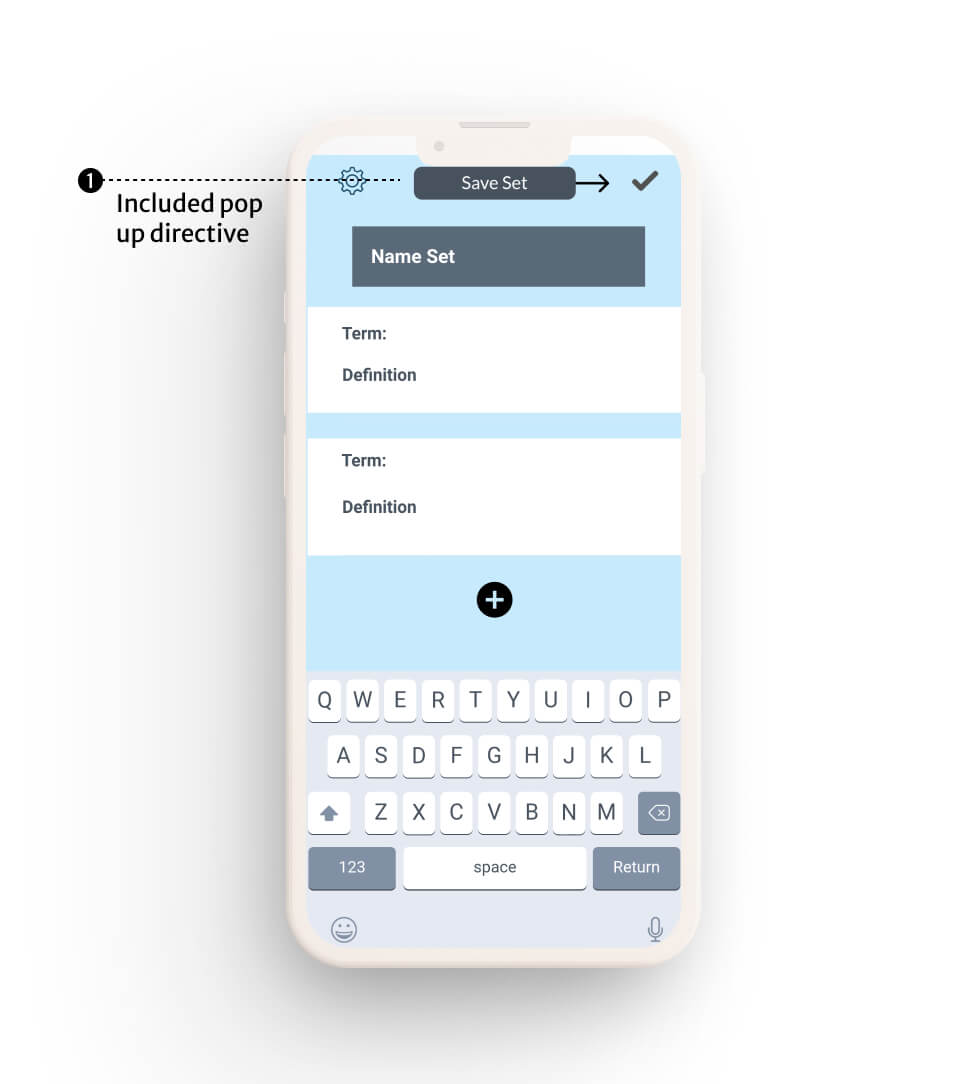 1
Included pop
up directive
Save Set
Name Set
Term:
Definition
Term:
Definition
Q W E R T Y U I O P
A S D F G H J K L
Z X C V B N M
123 space Return